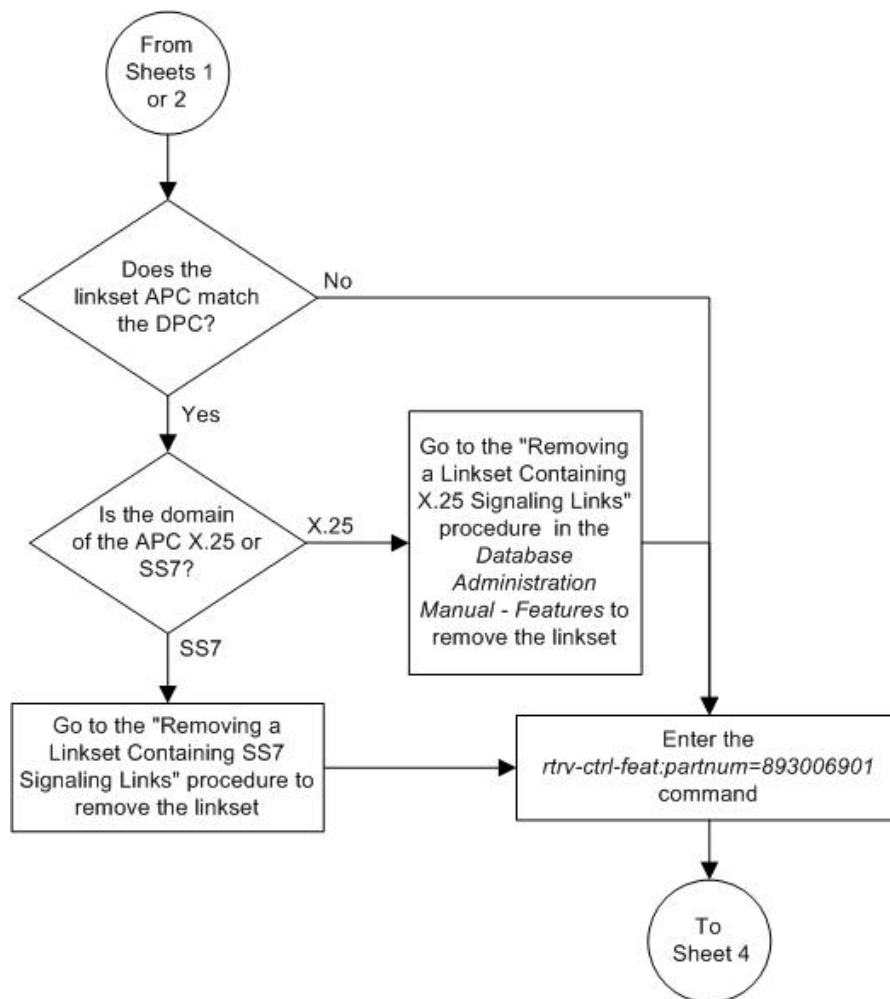 From
Sheets 1
or 2
Does the
linkset APC match
the DPC?
No
Yes
Is the domain
of the APC X.25 or
SS7?
X.25
Go to the "Removing
a Linkset Containing
X.25 Signaling Links"
procedure in the
Database
Administration
Manual - Features to
remove the linkset
SS7
Go to the "Removing a
Linkset Containing SS7
Signaling Links" procedure to
remove the linkset
Enter the
rtrv-ctrl-feat:partnum=893006901
command
To
Sheet 4